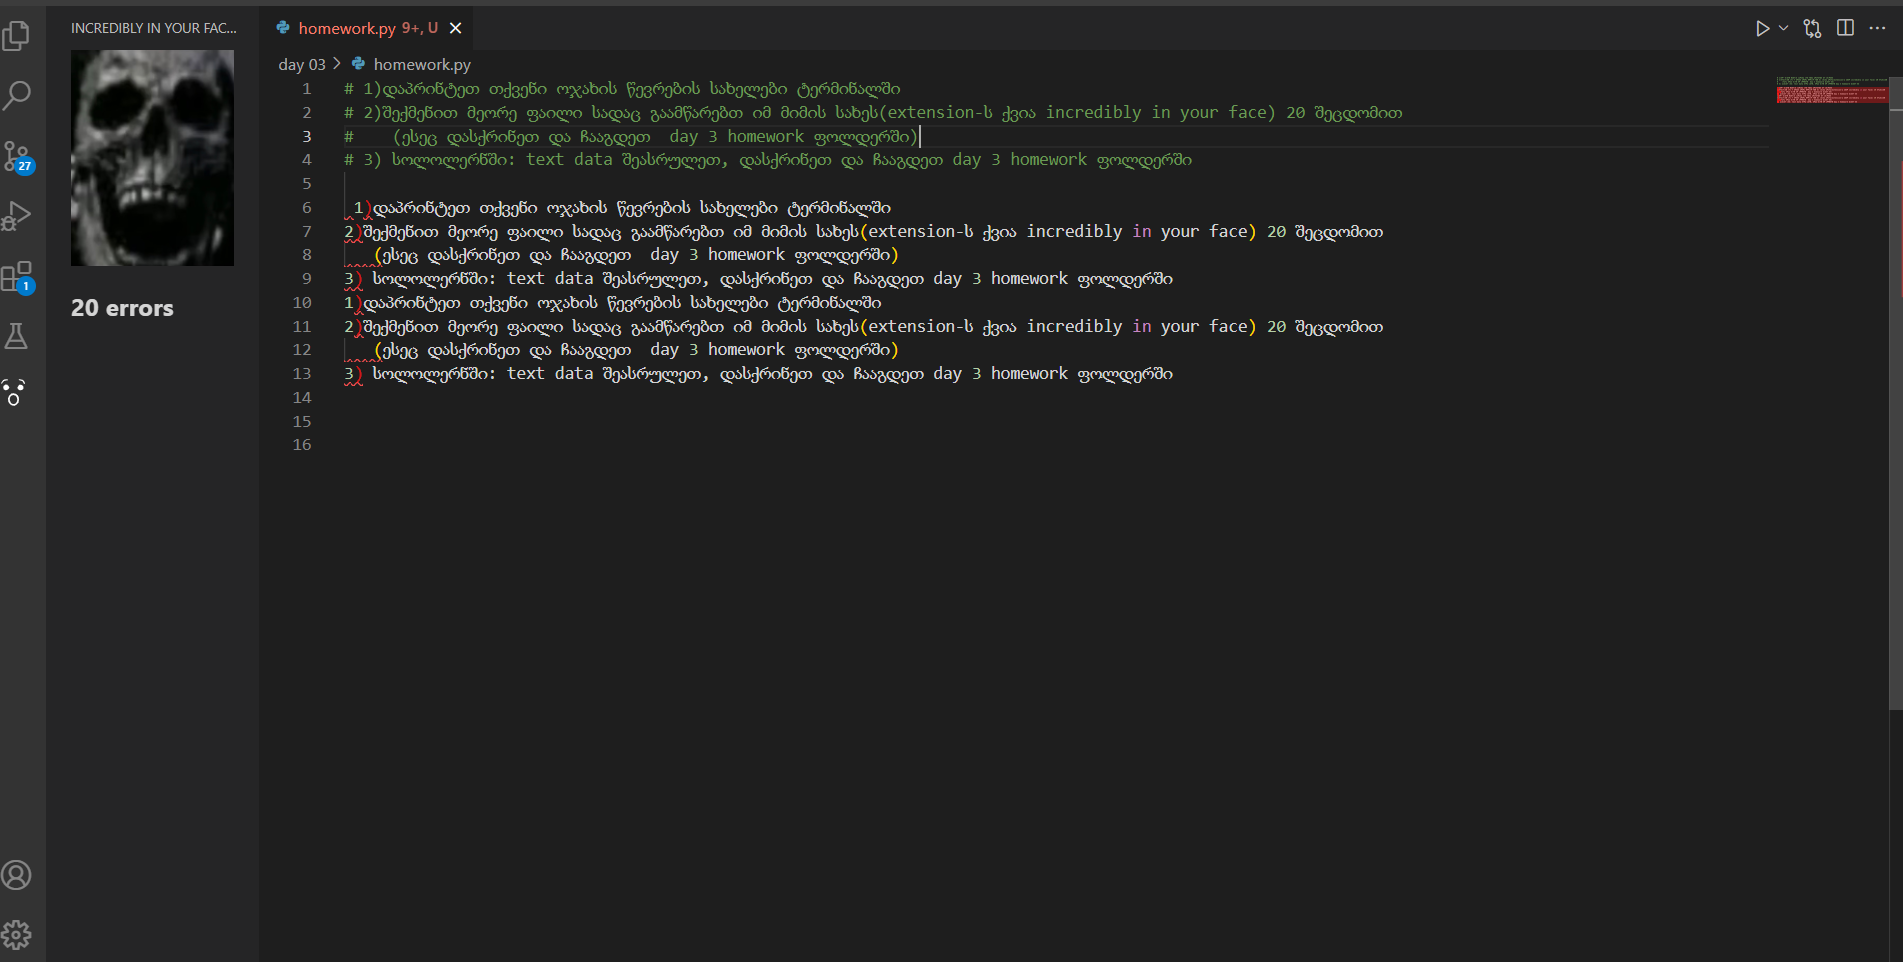 INCREDIBLY IN YOUR FAC...
homework.py 9+, U
day 03 > homework.py
27
1
20 errors
1 # 1)დაპრინტეთ თქვენი ოჯახის წევრების სახელები ტერმინალში
2 # 2)შექმენით მეორე ფაილი სადაც გაამწარებთ იმ მიმის სახეს(extension-ს ქვია incredibly in your face) 20 შეცდომით
3 #    (ესეც დასქრინეთ და ჩააგდეთ  day 3 homework ფოლდერში)
4 # 3) სოლოლერნში: text data შეასრულეთ, დასქრინეთ და ჩააგდეთ day 3 homework ფოლდერში
5
6  1)დაპრინტეთ თქვენი ოჯახის წევრების სახელები ტერმინალში
7 2)შექმენით მეორე ფაილი სადაც გაამწარებთ იმ მიმის სახეს(extension-ს ქვია incredibly in your face) 20 შეცდომით
8    (ესეც დასქრინეთ და ჩააგდეთ  day 3 homework ფოლდერში)
9 3) სოლოლერნში: text data შეასრულეთ, დასქრინეთ და ჩააგდეთ day 3 homework ფოლდერში
10 1)დაპრინტეთ თქვენი ოჯახის წევრების სახელები ტერმინალში
11 2)შექმენით მეორე ფაილი სადაც გაამწარებთ იმ მიმის სახეს(extension-ს ქვია incredibly in your face) 20 შეცდომით
12    (ესეც დასქრინეთ და ჩააგდეთ  day 3 homework ფოლდერში)
13 3) სოლოლერნში: text data შეასრულეთ, დასქრინეთ და ჩააგდეთ day 3 homework ფოლდერში
14
15
16